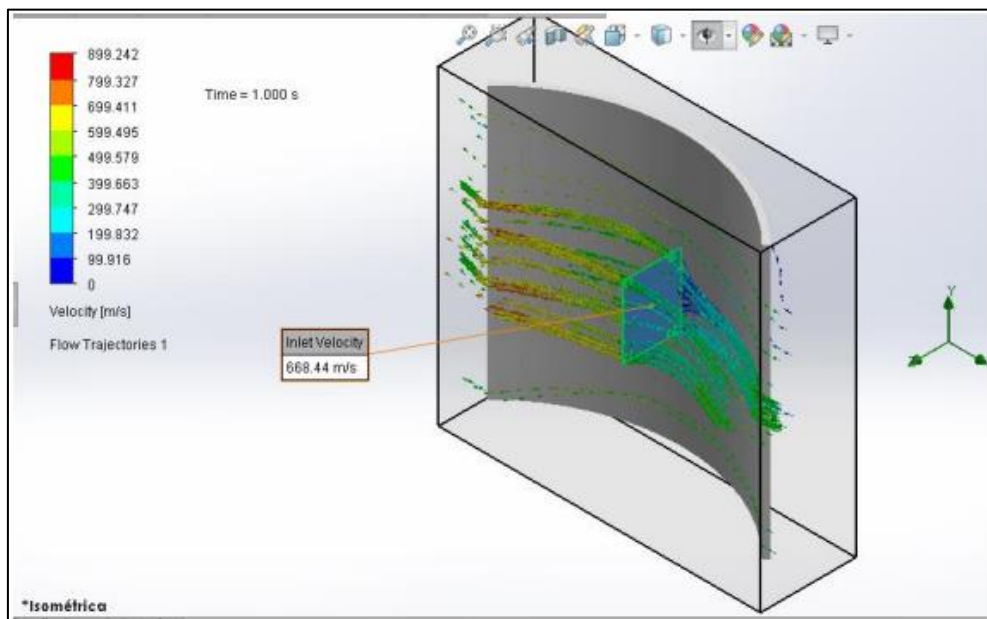 899.242
799.327
699.411
599.495
499.579
399.663
299.747
199.832
99.916
0
Velocity [m/s]
Flow Trajectories 1
Time = 1.000 s
Inlet Velocity
668.44 m/s
Y
*Isométrica